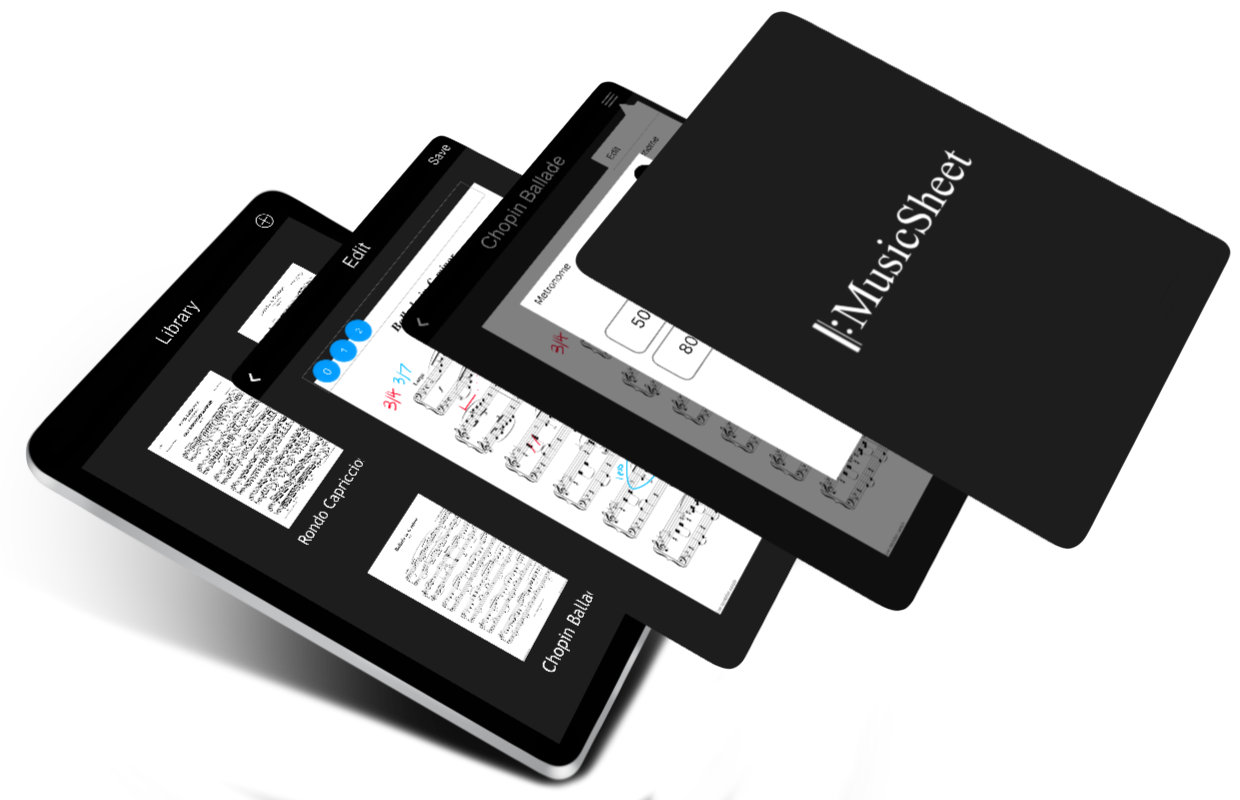 𝄆MusicSheet
Chopin Ballade
Edit
Metronome
50
80
3/4
Edit
Save
0
1
2
3/4 3/7
Library
Rondo Capriccio
Chopin Ballad